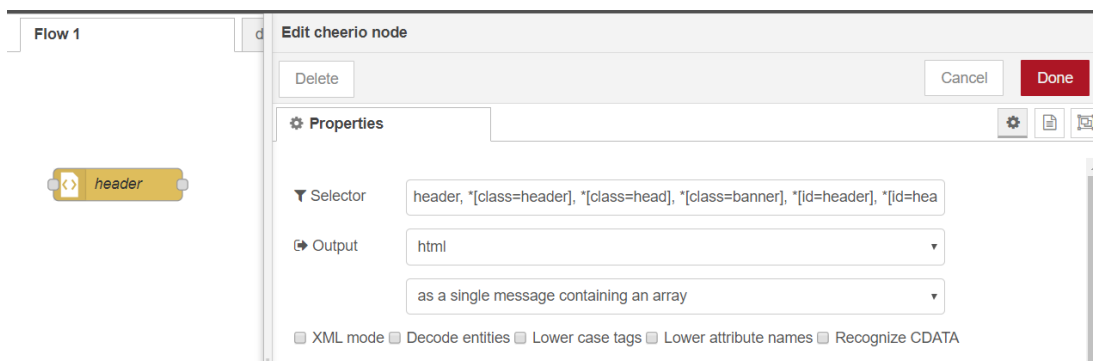 Flow 1
d
Edit cheerio node
Delete
Cancel
Done
Properties
header
Selector
header, *[class=header], *[class=head], *[class=banner], *[id=header], *[id=hea
Output
html
as a single message containing an array
XML mode Decode entities Lower case tags Lower attribute names Recognize CDATA